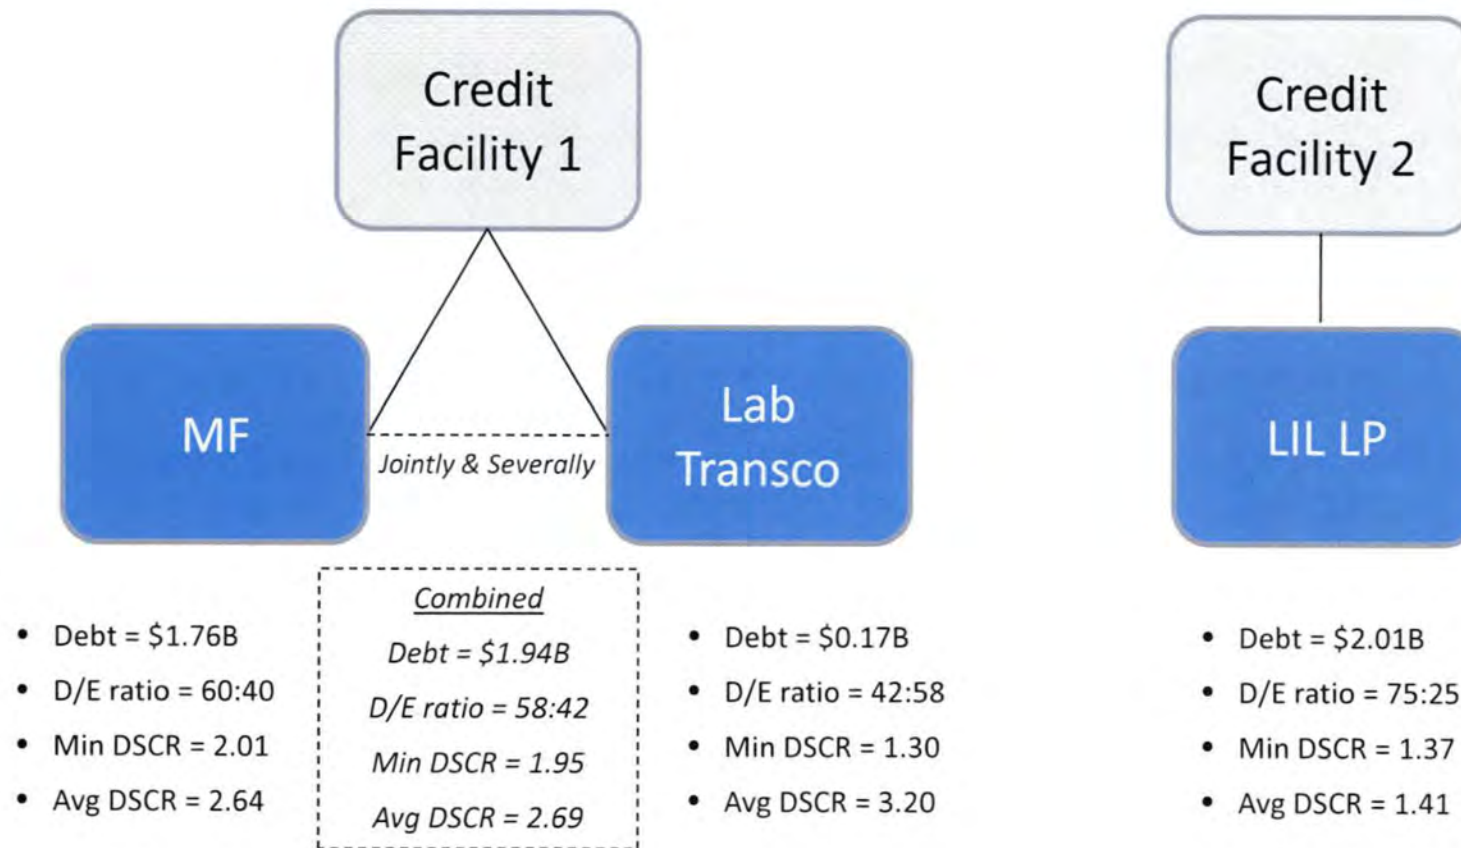 Credit
Facility 1
Credit
Facility 2
MF
Jointly & Severally
Lab
Transco
LIL LP
• Debt = $1.76B
• D/E ratio = 60:40
• Min DSCR = 2.01
• Avg DSCR = 2.64
Combined
Debt = $1.94B
D/E ratio = 58:42
Min DSCR = 1.95
Avg DSCR = 2.69
• Debt = $0.17B
• D/E ratio = 42:58
• Min DSCR = 1.30
• Avg DSCR = 3.20
• Debt = $2.01B
• D/E ratio = 75:25
• Min DSCR = 1.37
• Avg DSCR = 1.41